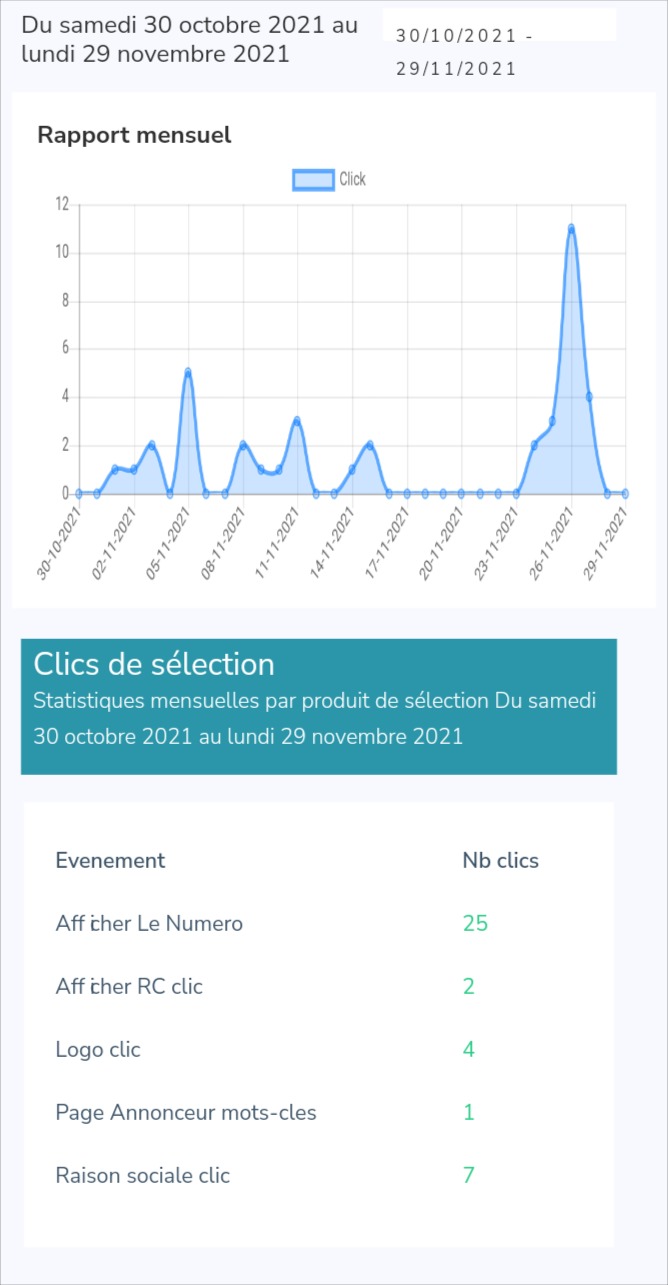 Du samedi 30 octobre 2021 au
lundi 29 novembre 2021
30/10/2021 -
29/11/2021
Rapport mensuel
Click
12
10
8
6
4
2
0
30-10-2021
02-11-2021
05-11-2021
08-11-2021
11-11-2021
14-11-2021
17-11-2021
20-11-2021
23-11-2021
26-11-2021
29-11-2021
Clics de sélection
Statistiques mensuelles par produit de sélection Du samedi
30 octobre 2021 au lundi 29 novembre 2021
Evenement Nb clics
Afficher Le Numero 25
Afficher RC clic 2
Logo clic 4
Page Annonceur mots-cles 1
Raison sociale clic 7